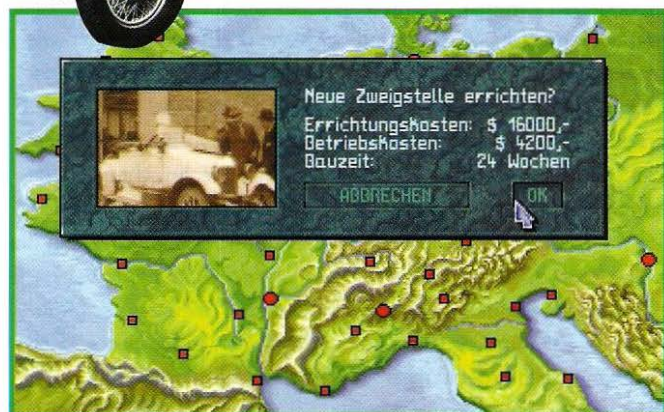 Neue Zweigstelle errichten?
Errichtungskosten: $ 16000,-
Betriebskosten: $ 4200,-
Bauzeit: 24 Wochen
ABBRECHEN OK